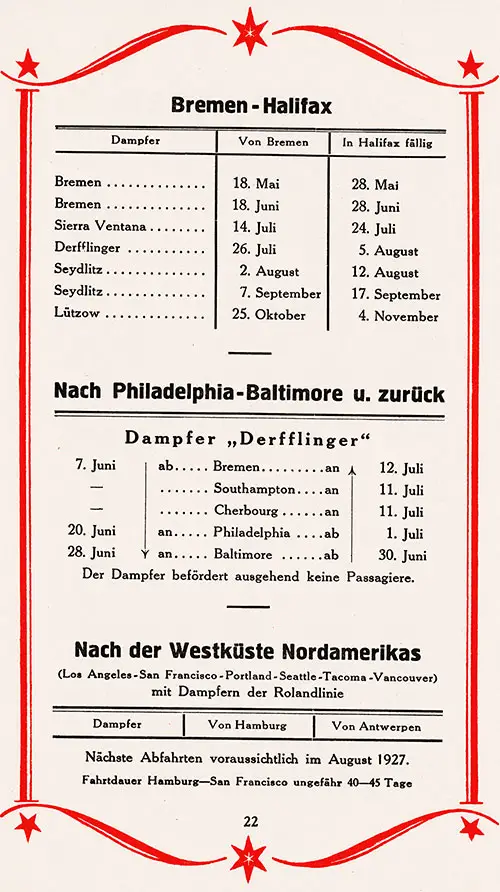 Bremen - Halifax
Dampfer Von Bremen In Halifax fällig
Bremen .............. 18. Mai 28. Mai
Bremen .............. 18. Juni 28. Juni
Sierra Ventana ........ 14. Juli 24. Juli
Derfflinger ........... 26. Juli 5. August
Seydlitz .............. 2. August 12. August
Seydlitz .............. 7. September 17. September
Lützow .............. 25. Oktober 4. November
Nach Philadelphia-Baltimore u. zurück
Dampfer „Derfflinger“
7. Juni ab..... Bremen.........an 12. Juli
— ....... Southampton....an 11. Juli
— ....... Cherbourg ......an 11. Juli
20. Juni an..... Philadelphia ....ab 1. Juli
28. Juni an..... Baltimore ......ab 30. Juni
Der Dampfer befördert ausgehend keine Passagiere.
Nach der Westküste Nordamerikas
(Los Angeles-San Francisco-Portland-Seattle-Tacoma-Vancouver)
mit Dampfern der Rolandlinie
Dampfer Von Hamburg Von Antwerpen
Nächste Abfahrten voraussichtlich im August 1927.
Fahrtdauer Hamburg—San Francisco ungefähr 40—45 Tage
22